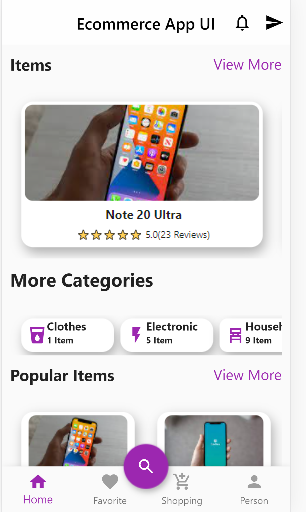 Ecommerce App UI
Items View More
Note 20 Ultra
5.0(23 Reviews)
More Categories
Clothes
1 Item
Electronic
5 Item
Househ
9 Item
Popular Items View More
Home Favorite Shopping Person